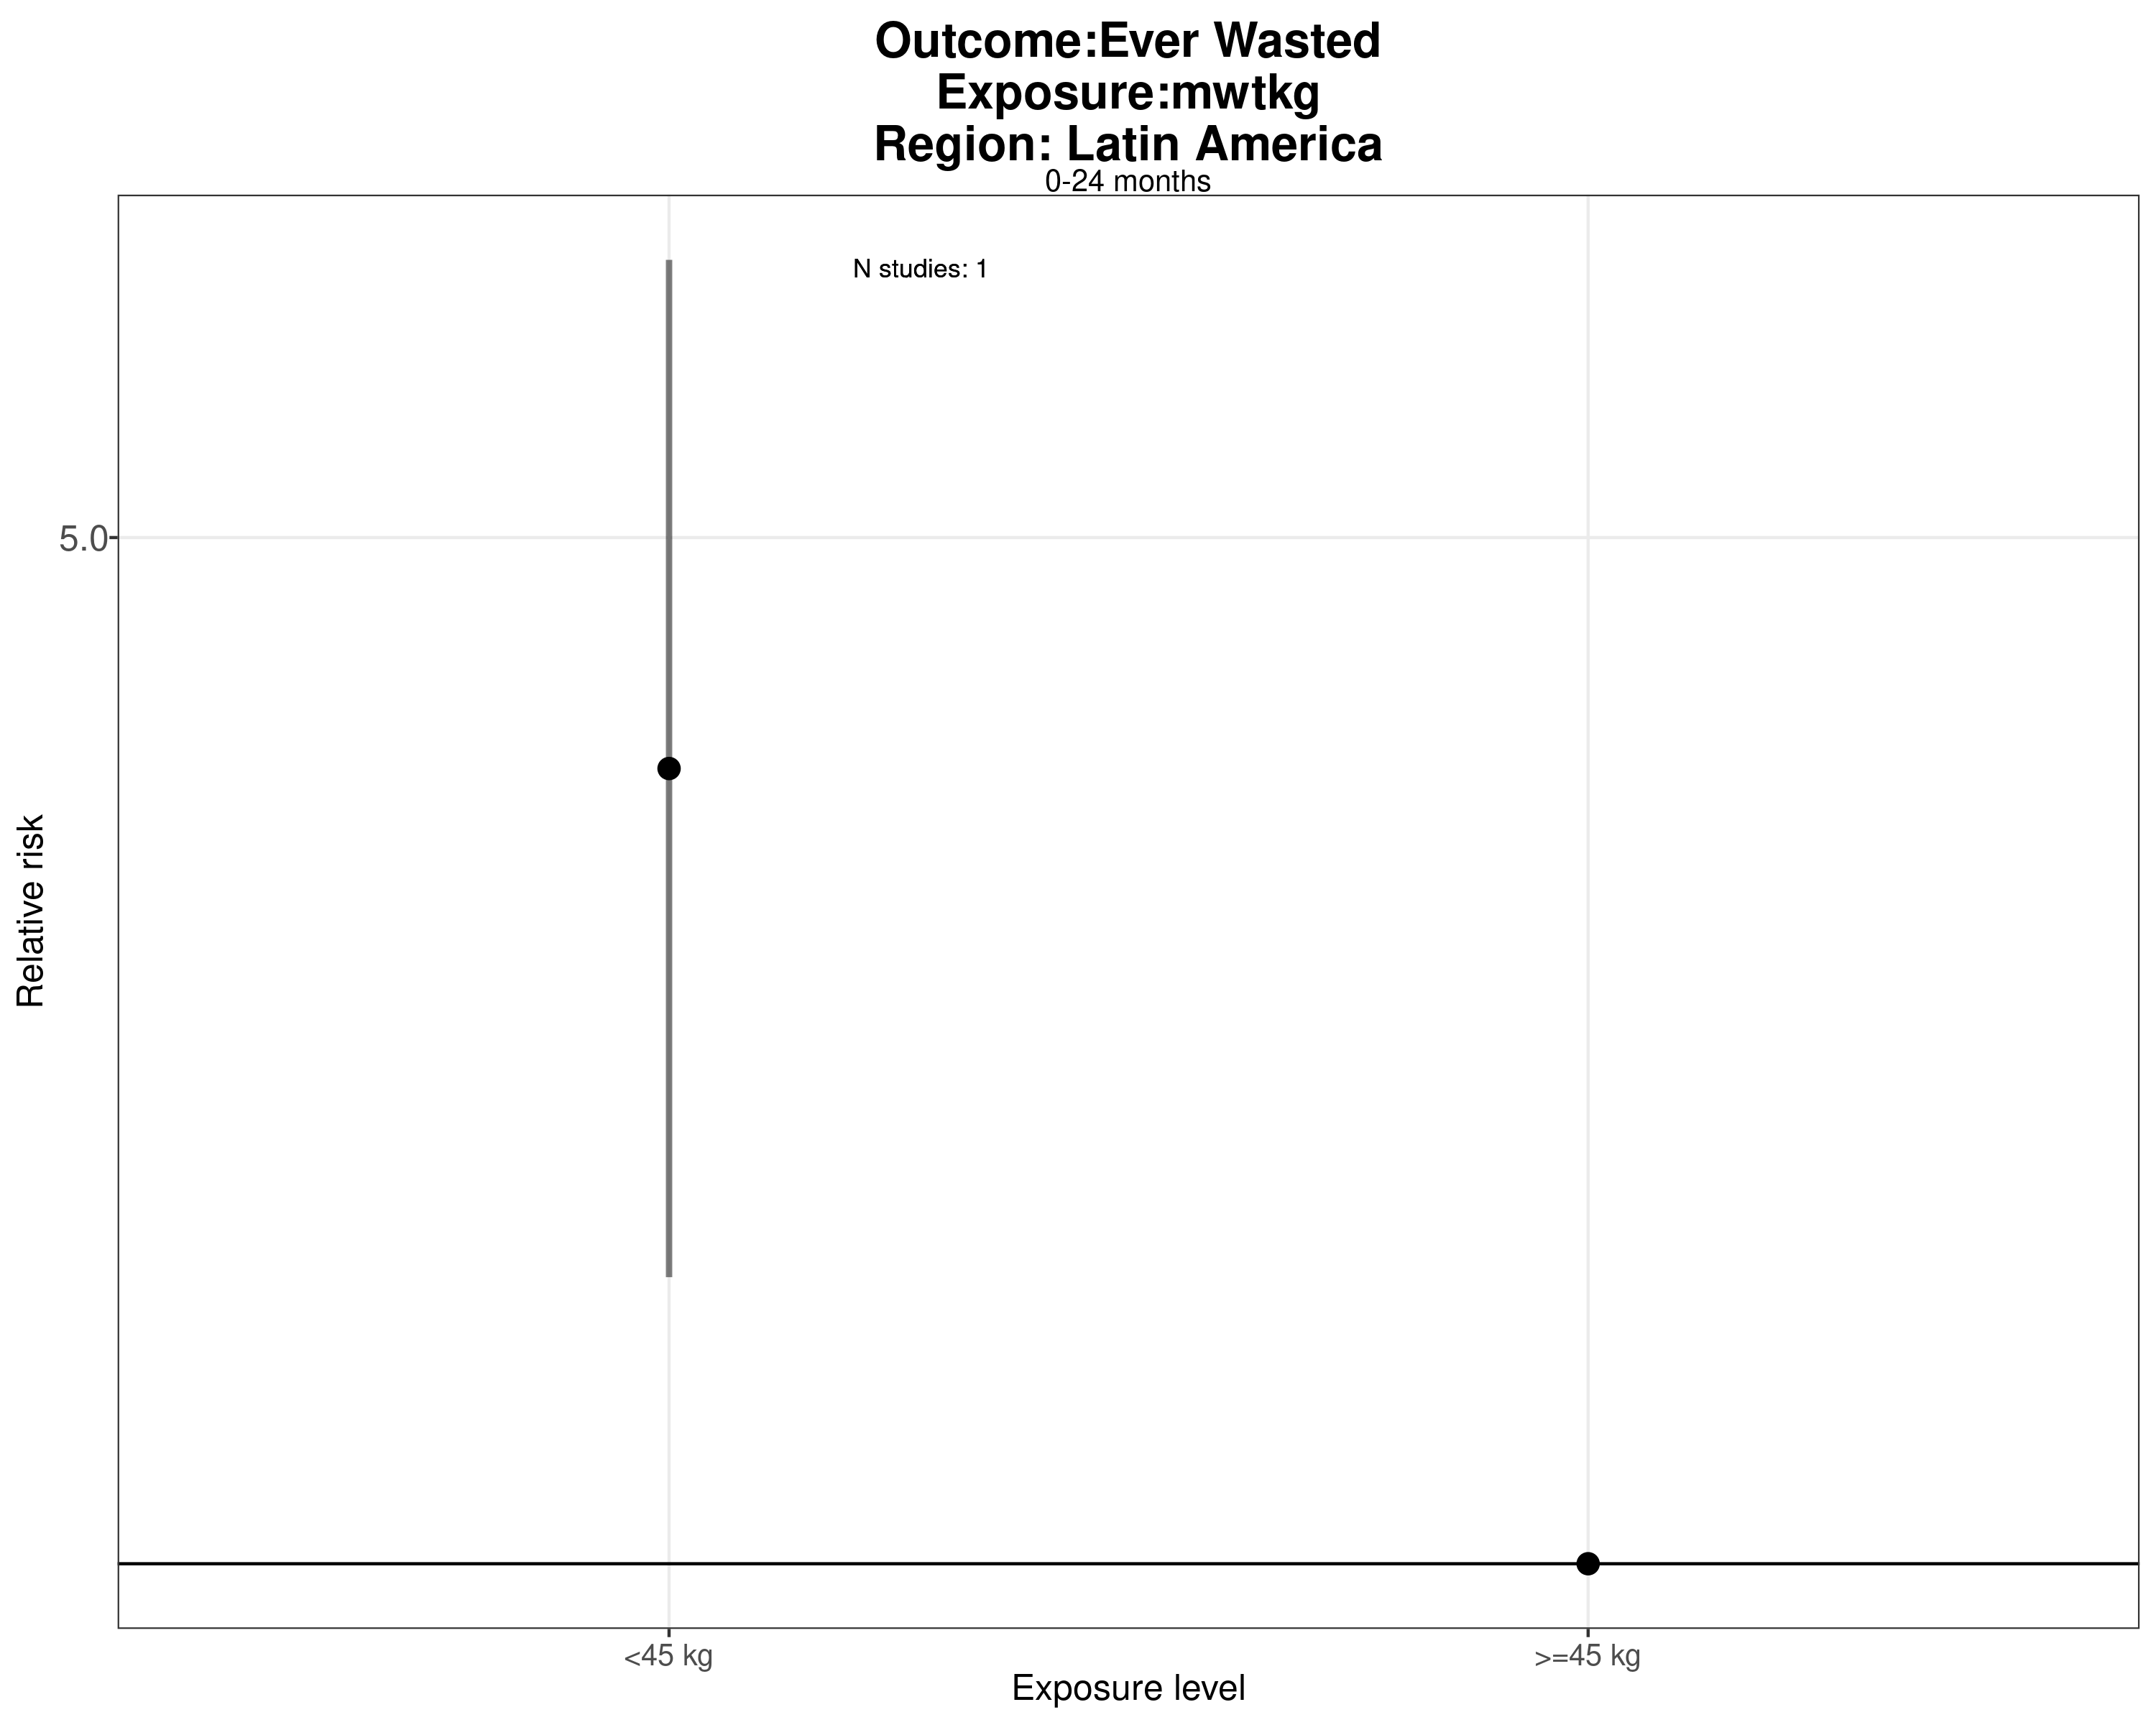 Outcome:Ever Wasted
Exposure:mwtkg
Region: Latin America
0-24 months
N studies: 1
5.0
Relative risk
<45 kg
>=45 kg
Exposure level